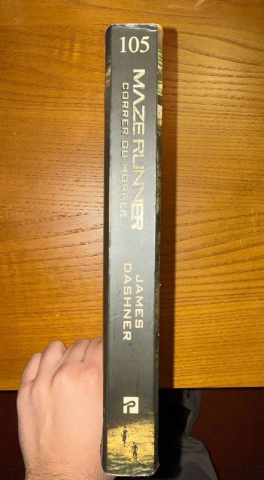 105
MAZE RUNNER
CORRER OU MORRER
JAMES
DASHNER